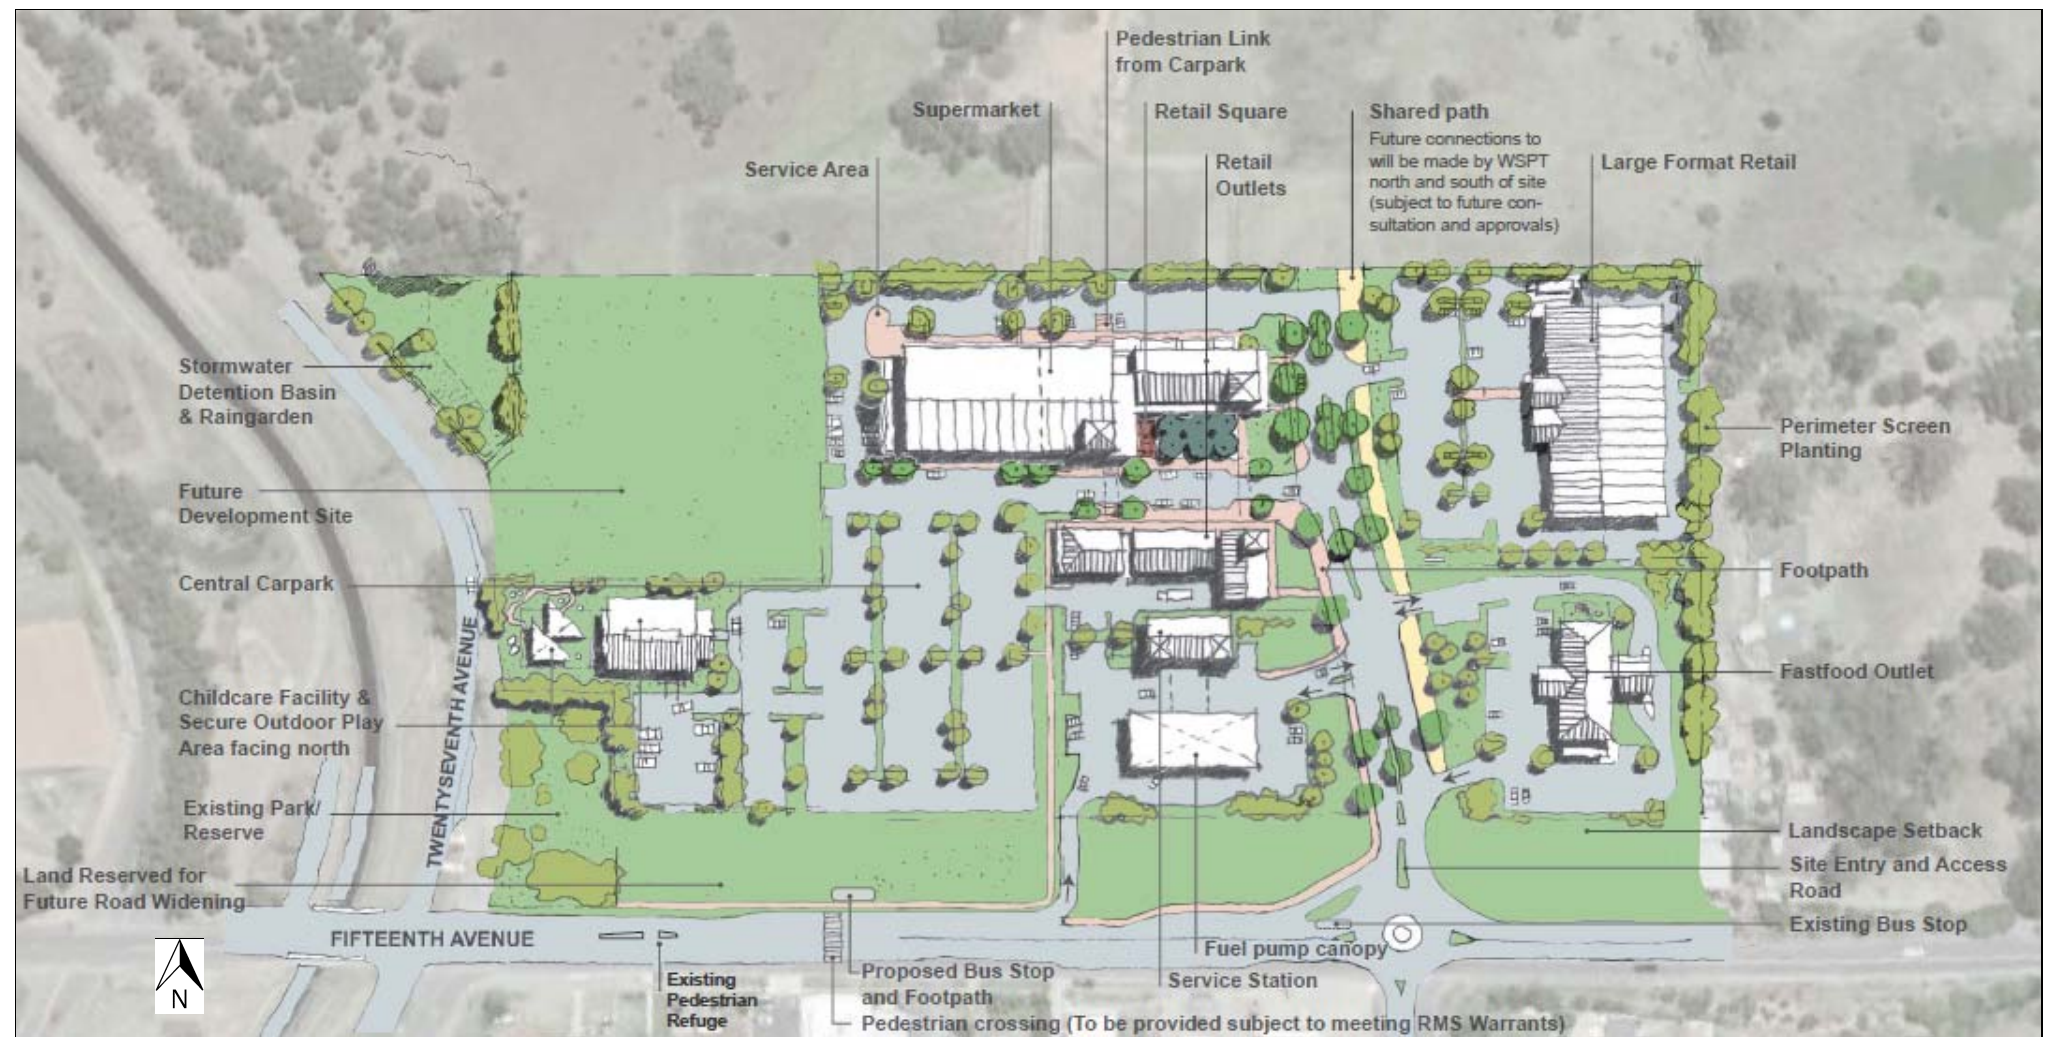 Pedestrian Link
from Carpark
Supermarket
Retail Square
Shared path
Future connections to
will be made by WSPT
north and south of site
(subject to future con-
sultation and approvals)
Service Area
Retail
Outlets
Large Format Retail
Stormwater
Detention Basin
& Raingarden
Perimeter Screen
Planting
Future
Development Site
Central Carpark
Footpath
TWENTYSEVENTH AVENUE
Fastfood Outlet
Childcare Facility &
Secure Outdoor Play
Area facing north
Existing Park/
Reserve
Landscape Setback
Land Reserved for
Future Road Widening
Site Entry and Access
Road
Existing Bus Stop
FIFTEENTH AVENUE
Fuel pump canopy
N
Existing
Pedestrian
Refuge
Proposed Bus Stop
and Footpath
Service Station
Pedestrian crossing (To be provided subject to meeting RMS Warrants)